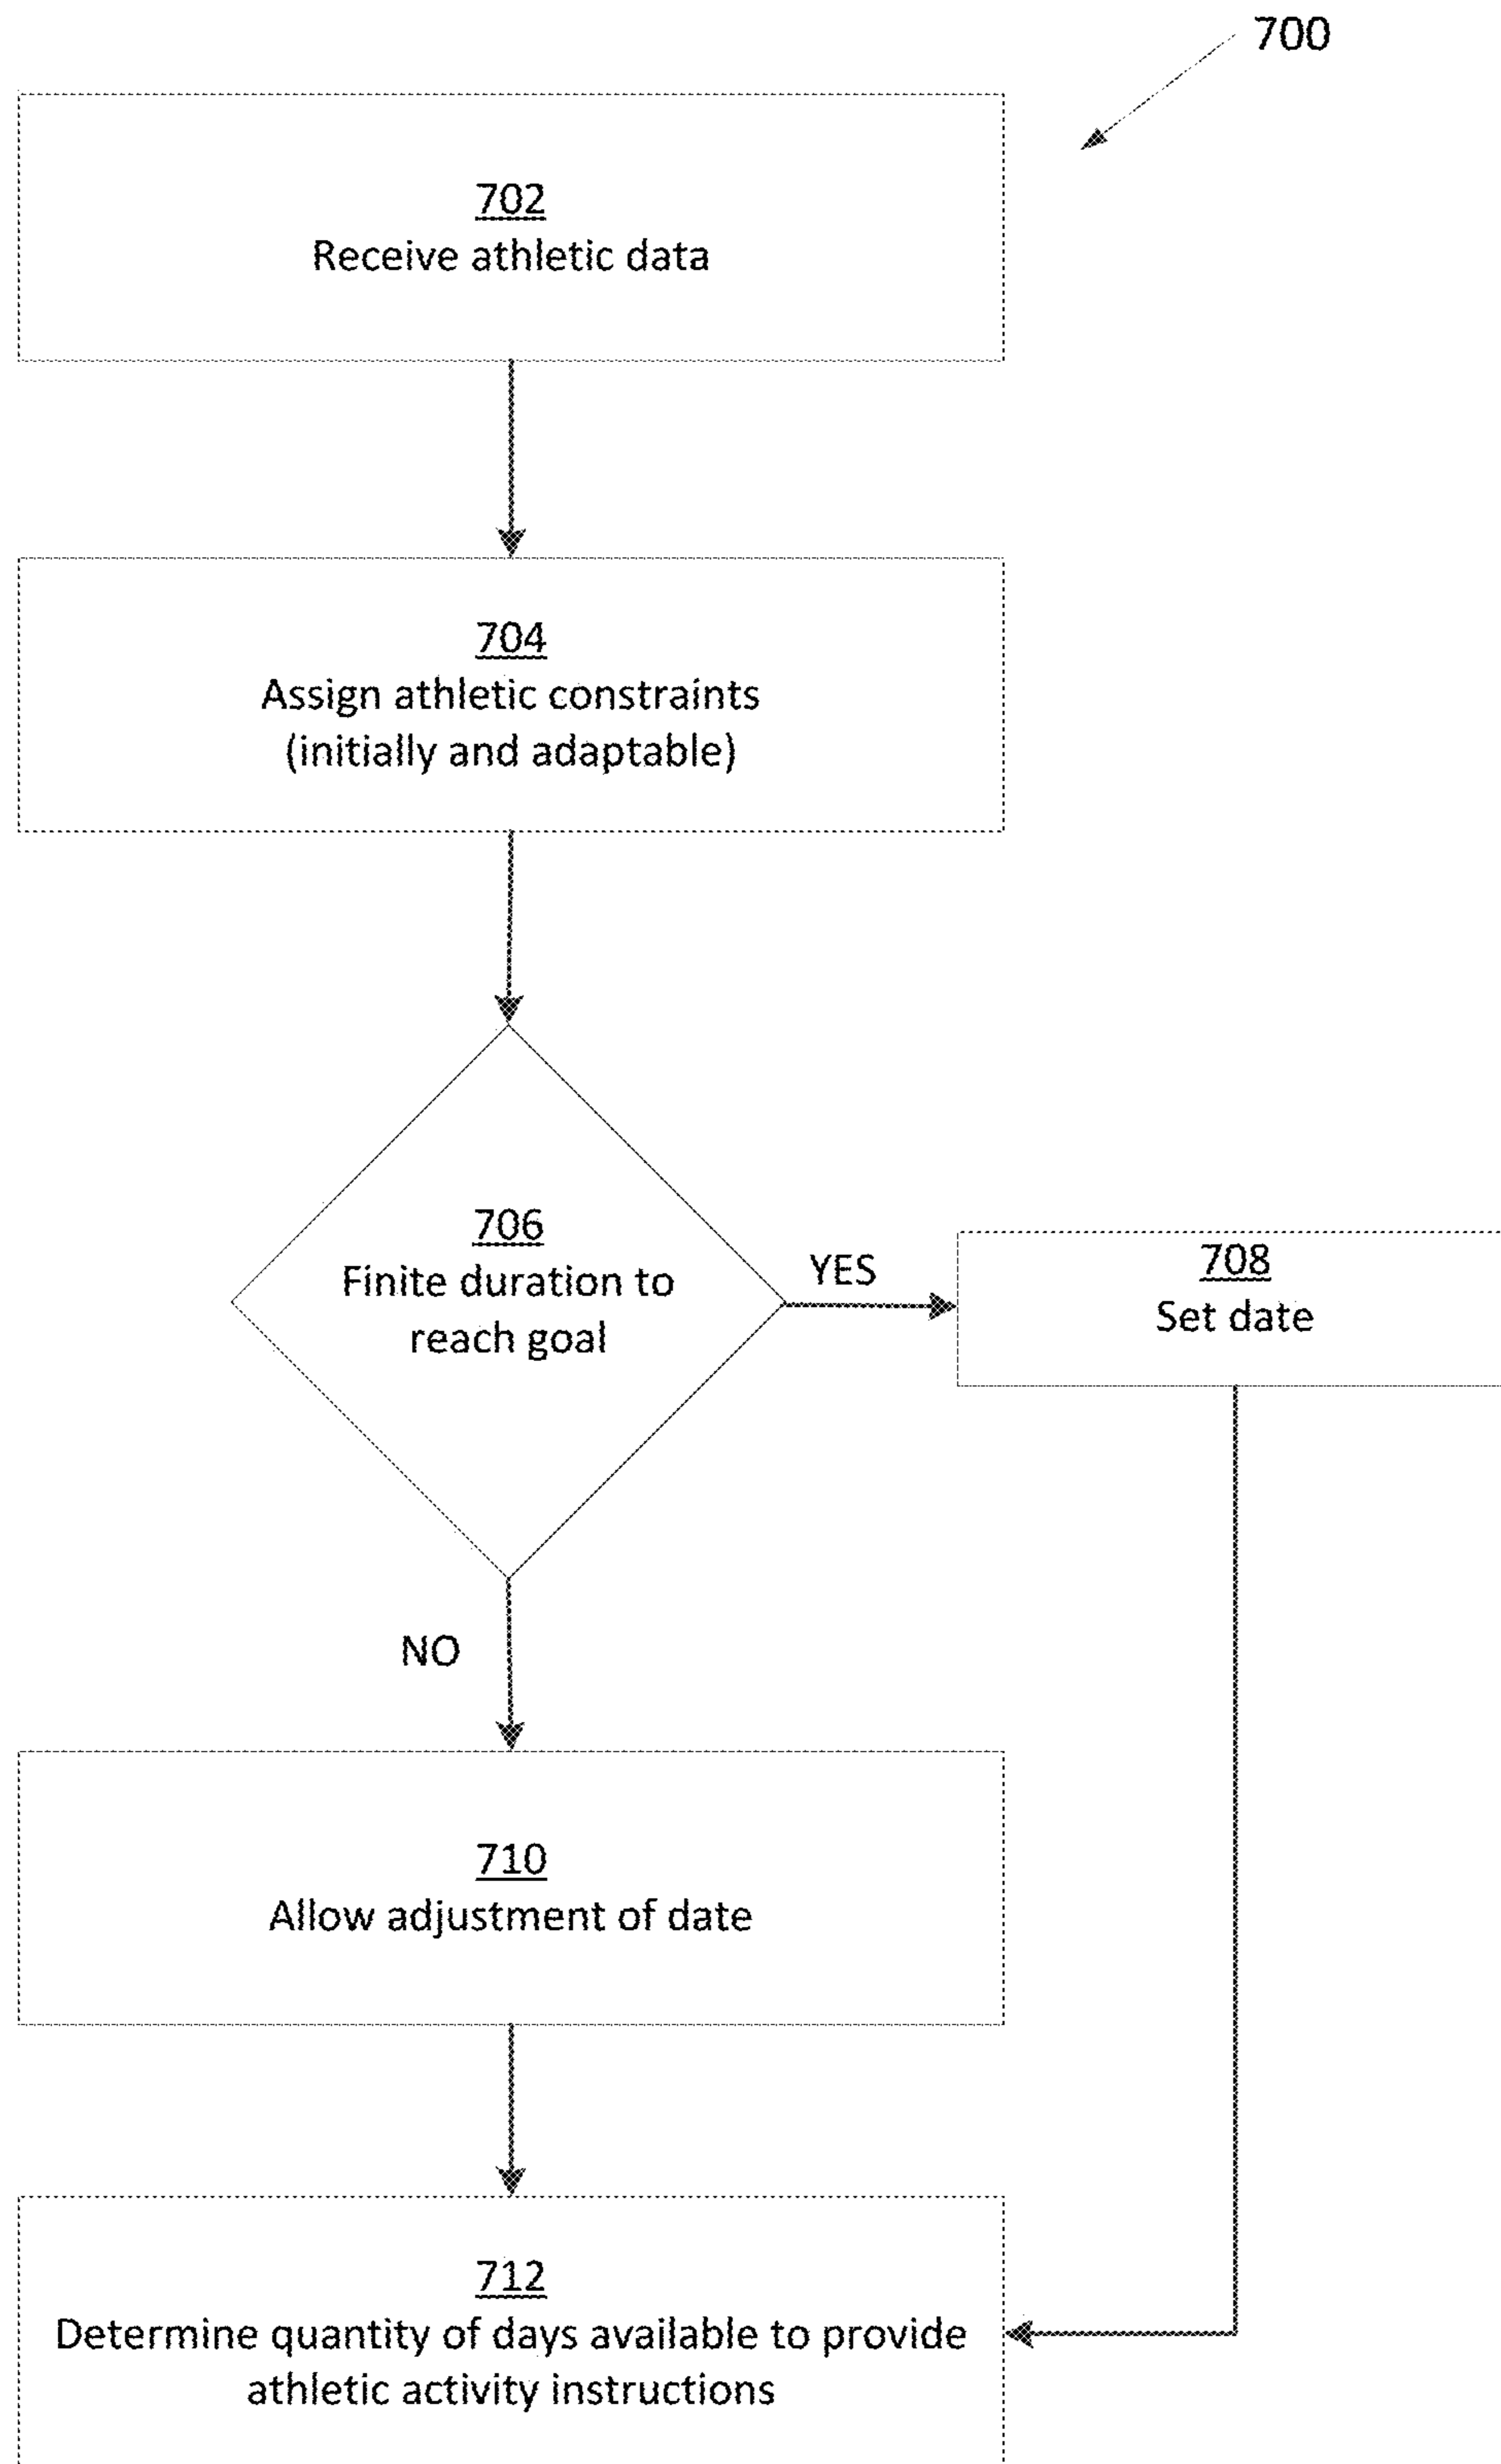 700
702
Receive athletic data
704
Assign athletic constraints
(initially and adaptable)
706
Finite duration to
reach goal
YES
708
Set date
NO
710
Allow adjustment of date
712
Determine quantity of days available to provide
athletic activity instructions